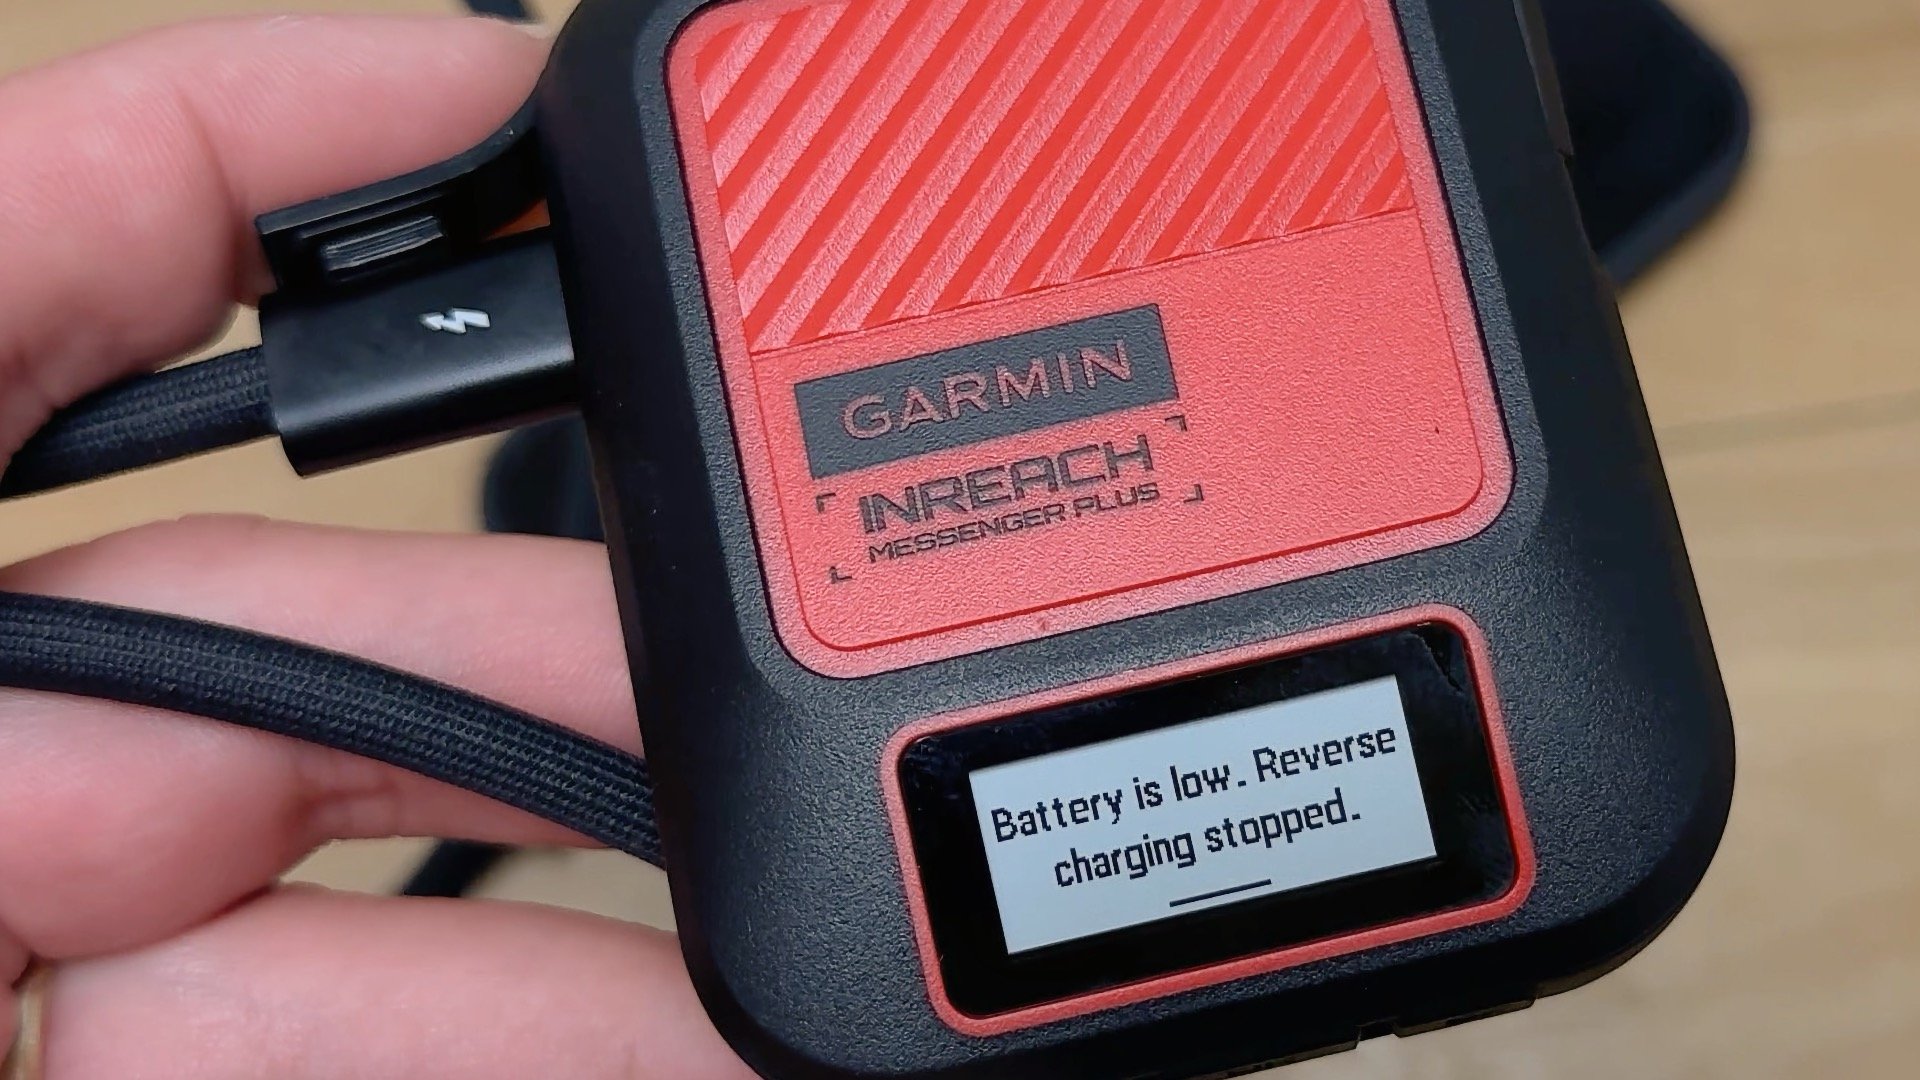 GARMIN
INREACH
MESSENGER PLUS
Battery is low. Reverse
charging stopped.